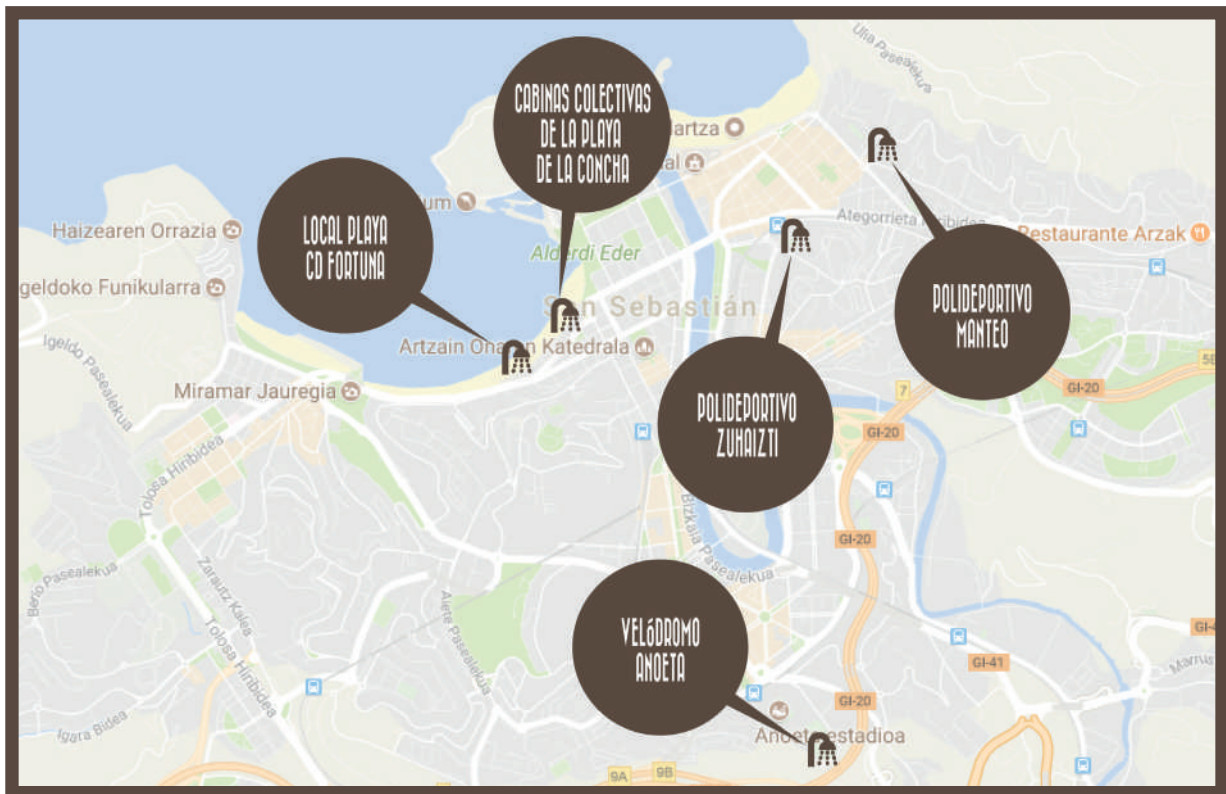 Ulia Pasealekua
CABINAS COLECTIVAS
DE LA PLAYA
DE LA CONCHA
LOCAL PLAYA
CD FORTUNA
Haizearen Orrazia
Ategorrieta Hiribidea
Restaurante Arzak
Alderdi Eder
geldoko Funikularra
POLIDEPORTIVO
MANTEO
San Sebastián
Igeldo Pasealekua
Katedrala
Miramar Jauregia
GI-20
7
POLIDEPORTIVO
ZUHAIZTI
GI-20
Tolosa Hiribidea
Bizkaia Pasealekua
GI-20
Berio Pasealekua
Zarautz Kalea
Aiete Pasealekua
Tolosa Hiribidea
VELóDROMO
ANOETA
GI-41
GI-20
Igara Bidea
Anoeta estadioa
9A
9B